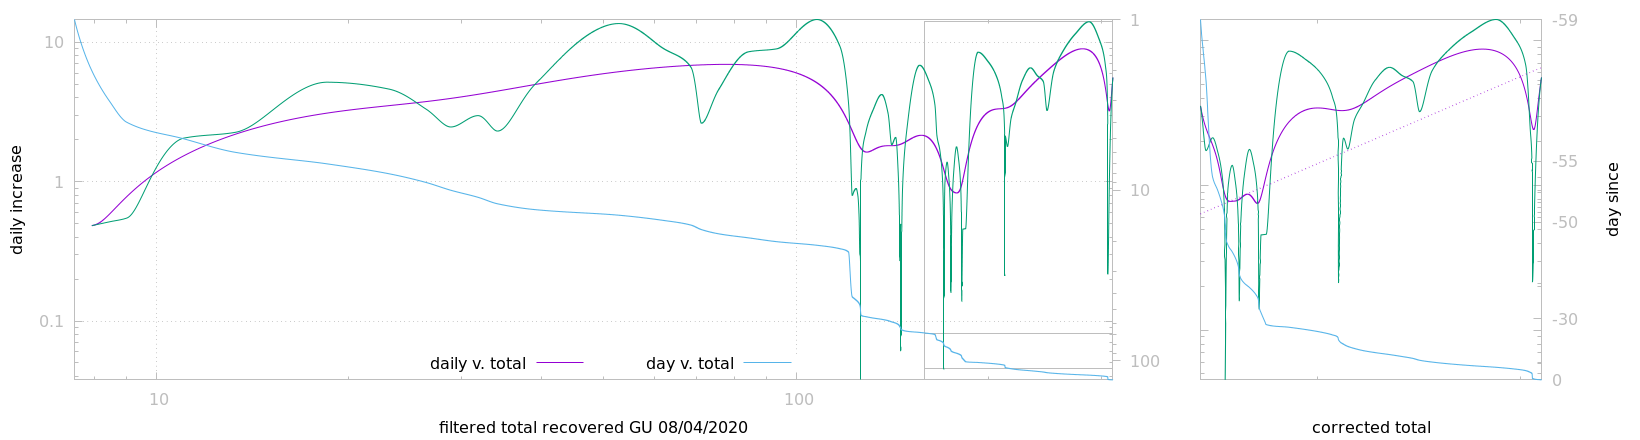 10
1
0.1
daily increase
daily v. total
day v. total
10
100
filtered total recovered GU 08/04/2020
1
10
100
-59
-55
-50
-30
0
day since
corrected total